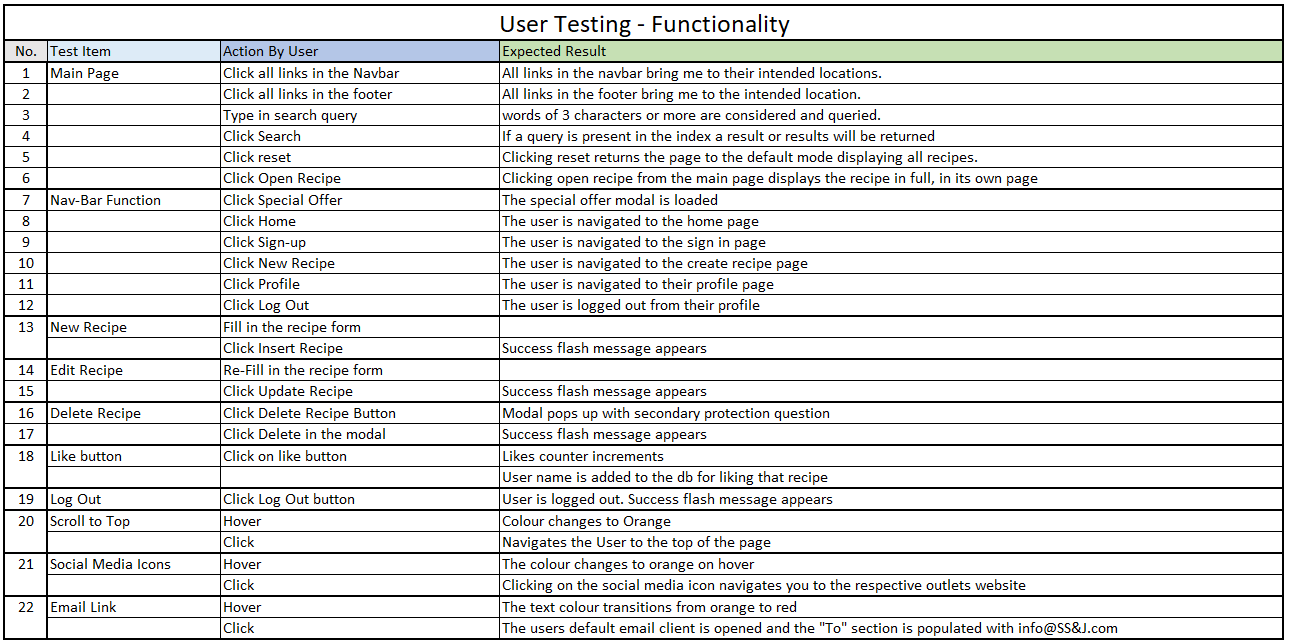 User Testing - Functionality
No. Test Item Action By User Expected Result
1 Main Page Click all links in the Navbar All links in the navbar bring me to their intended locations.
2 Click all links in the footer All links in the footer bring me to the intended location.
3 Type in search query words of 3 characters or more are considered and queried.
4 Click Search If a query is present in the index a result or results will be returned
5 Click reset Clicking reset returns the page to the default mode displaying all recipes.
6 Click Open Recipe Clicking open recipe from the main page displays the recipe in full, in its own page
7 Nav-Bar Function Click Special Offer The special offer modal is loaded
8 Click Home The user is navigated to the home page
9 Click Sign-up The user is navigated to the sign in page
10 Click New Recipe The user is navigated to the create recipe page
11 Click Profile The user is navigated to their profile page
12 Click Log Out The user is logged out from their profile
13 New Recipe Fill in the recipe form
Click Insert Recipe Success flash message appears
14 Edit Recipe Re-Fill in the recipe form
15 Click Update Recipe Success flash message appears
16 Delete Recipe Click Delete Recipe Button Modal pops up with secondary protection question
17 Click Delete in the modal Success flash message appears
18 Like button Click on like button Likes counter increments
User name is added to the db for liking that recipe
19 Log Out Click Log Out button User is logged out. Success flash message appears
20 Scroll to Top Hover Colour changes to Orange
Click Navigates the User to the top of the page
21 Social Media Icons Hover The colour changes to orange on hover
Click Clicking on the social media icon navigates you to the respective outlets website
22 Email Link Hover The text colour transitions from orange to red
Click The users default email client is opened and the "To" section is populated with info@SS&J.com